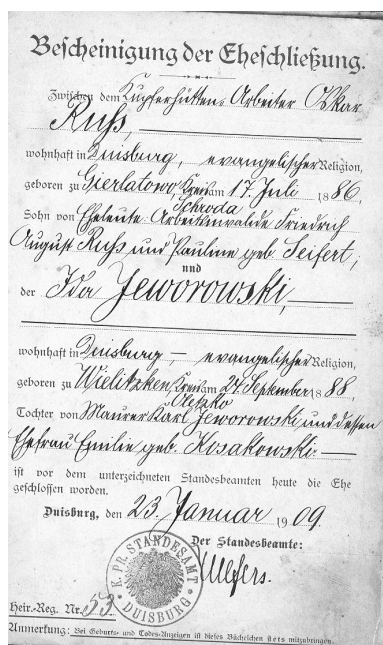 Bescheinigung der Eheschließung.
Zwischen dem Kupferhütten-Arbeiter Oskar
Ruß,
wohnhaft in Duisburg, evangelischer Religion,
geboren zu Gierlatowo Kreis Schroda am 17. Juli 1886,
Sohn von Eheleute: Friedrich
August Ruß und Pauline geb. Seifert,
und
der Ida Jeworowski,
wohnhaft in Duisburg, evangelischer Religion,
geboren zu Wielitzken, Kreis Oletzko am 27. September 1888,
Tochter von Maurer Karl Jeworowski und dessen
Ehefrau Emilie geb. Kosakowski.
ist vor dem unterzeichneten Standesbeamten heute die Ehe
geschlossen worden.
Duisburg, den 23. Januar 1909.
Der Standesbeamte:
K. PR. STANDESAMT DUISBURG
Heir.-Reg. Nr. 53
Anmerkung: Bei Geburts- und Todes-Anzeigen ist dieses Büchelchen stets mitzubringen.